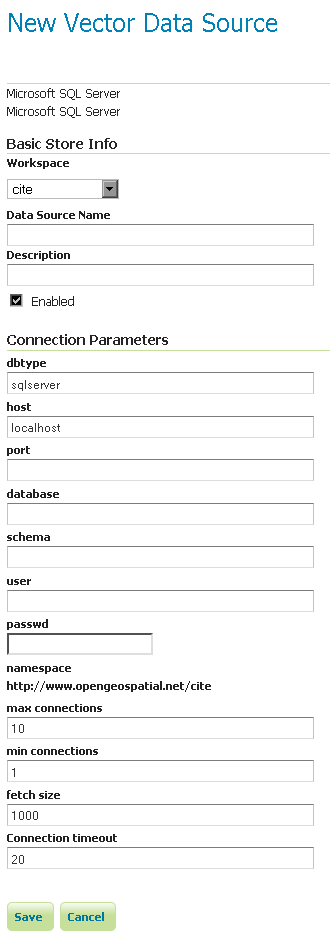 New Vector Data Source
Microsoft SQL Server
Microsoft SQL Server
Basic Store Info
Workspace
cite
Data Source Name
Description
Enabled
Connection Parameters
dbtype
sqlserver
host
localhost
port
database
schema
user
passwd
namespace
http://www.opengeospatial.net/cite
max connections
10
min connections
1
fetch size
1000
Connection timeout
20
Save Cancel